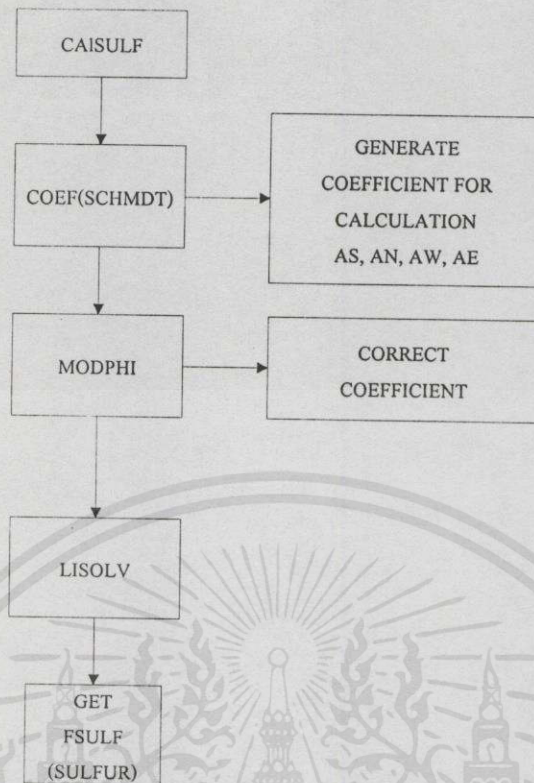 CAlSULF
COEF(SCHMDT)
GENERATE
COEFFICIENT FOR
CALCULATION
AS, AN, AW, AE
MODPHI
CORRECT
COEFFICIENT
LISOLV
GET
FSULF
(SULFUR)